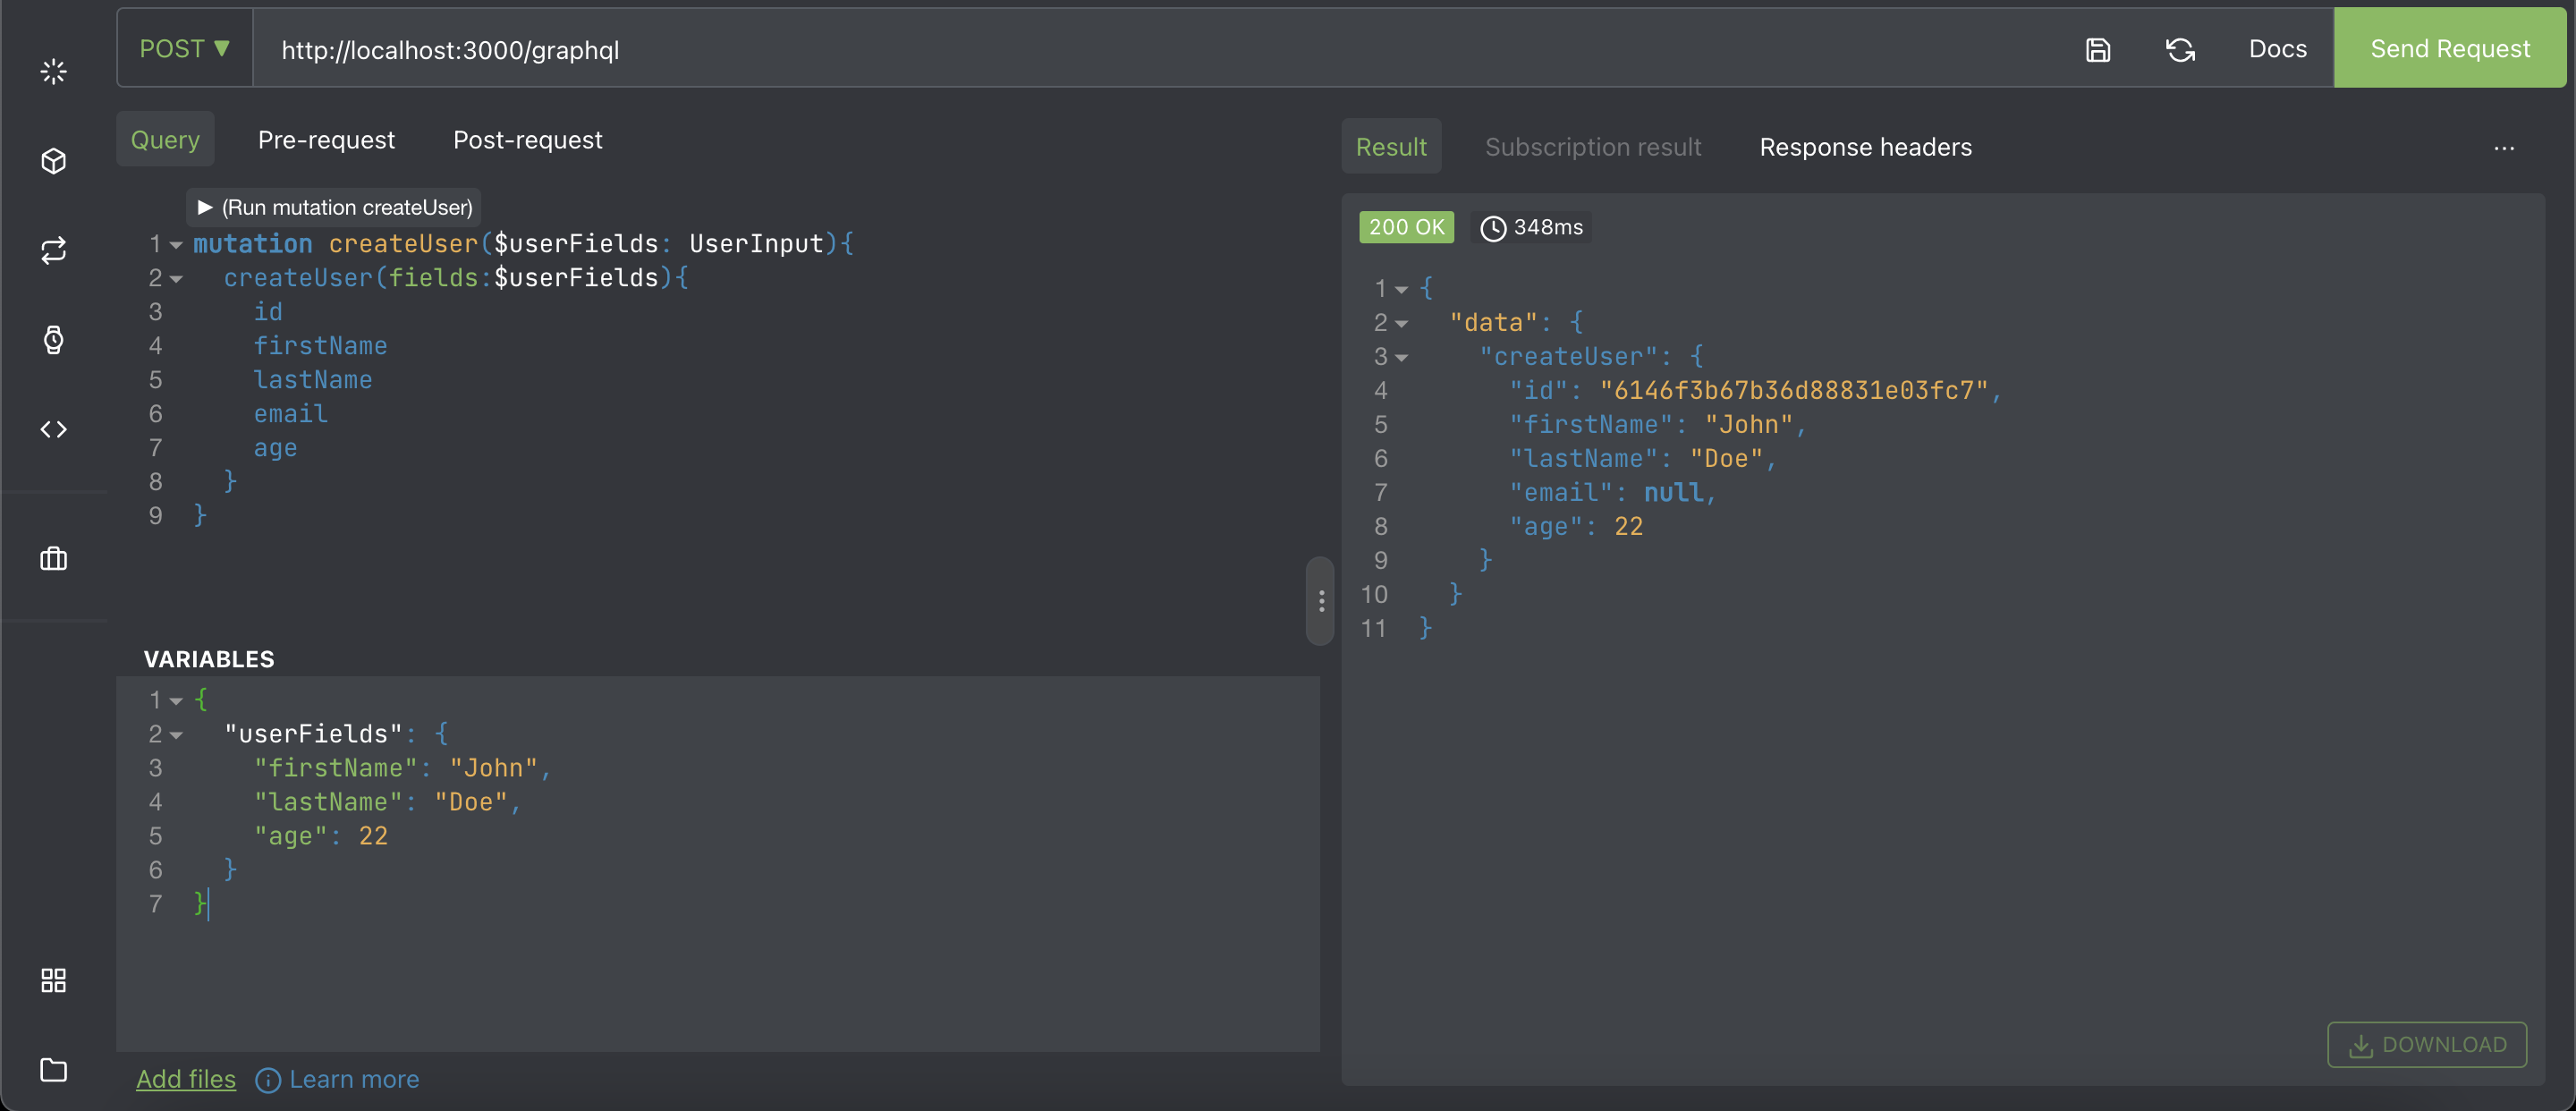 POST ▼ http://localhost:3000/graphql Docs Send Request
Query Pre-request Post-request
▶ (Run mutation createUser)
1 mutation createUser($userFields: UserInput){
2 createUser(fields:$userFields){
3 id
4 firstName
5 lastName
6 email
7 age
8 }
9 }
VARIABLES
1 {
2 "userFields": {
3 "firstName": "John",
4 "lastName": "Doe",
5 "age": 22
6 }
7 }
Add files Learn more
Result Subscription result Response headers ...
200 OK 348ms
1 {
2 "data": {
3 "createUser": {
4 "id": "6146f3b67b36d88831e03fc7",
5 "firstName": "John",
6 "lastName": "Doe",
7 "email": null,
8 "age": 22
9 }
10 }
11 }
DOWNLOAD